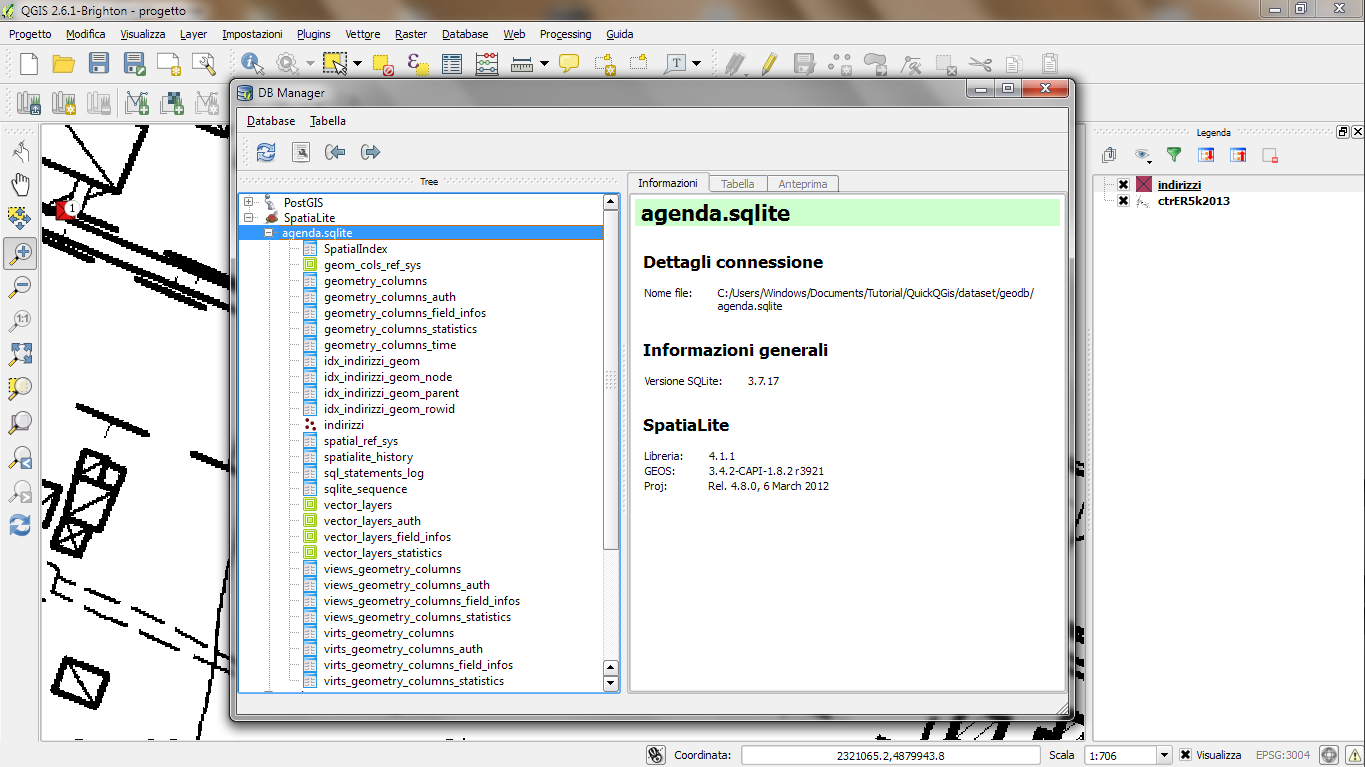 QGIS 2.6.1-Brighton - progetto
Progetto Modifica Visualizza Layer Impostazioni Plugins Vettore Raster Database Web Processing Guida
DB Manager
Database Tabella
Tree
PostGIS
SpatiaLite
agenda.sqlite
SpatialIndex
geom_cols_ref_sys
geometry_columns
geometry_columns_auth
geometry_columns_field_infos
geometry_columns_statistics
geometry_columns_time
idx_indirizzi_geom
idx_indirizzi_geom_node
idx_indirizzi_geom_parent
idx_indirizzi_geom_rowid
indirizzi
spatial_ref_sys
spatialite_history
sql_statements_log
sqlite_sequence
vector_layers
vector_layers_auth
vector_layers_field_infos
vector_layers_statistics
views_geometry_columns
views_geometry_columns_auth
views_geometry_columns_field_infos
views_geometry_columns_statistics
virts_geometry_columns
virts_geometry_columns_auth
virts_geometry_columns_field_infos
virts_geometry_columns_statistics
Informazioni Tabella Anteprima
agenda.sqlite
Dettagli connessione
Nome file: C:/Users/Windows/Documents/Tutorial/QuickQGis/dataset/geodb/
agenda.sqlite
Informazioni generali
Versione SQLite: 3.7.17
SpatiaLite
Libreria: 4.1.1
GEOS: 3.4.2-CAPI-1.8.2 r3921
Proj: Rel. 4.8.0, 6 March 2012
Legenda
indirizzi
ctrER5k2013
1
1:1
Coordinata: 2321065.2,4879943.8 Scala 1:706 Visualizza EPSG:3004